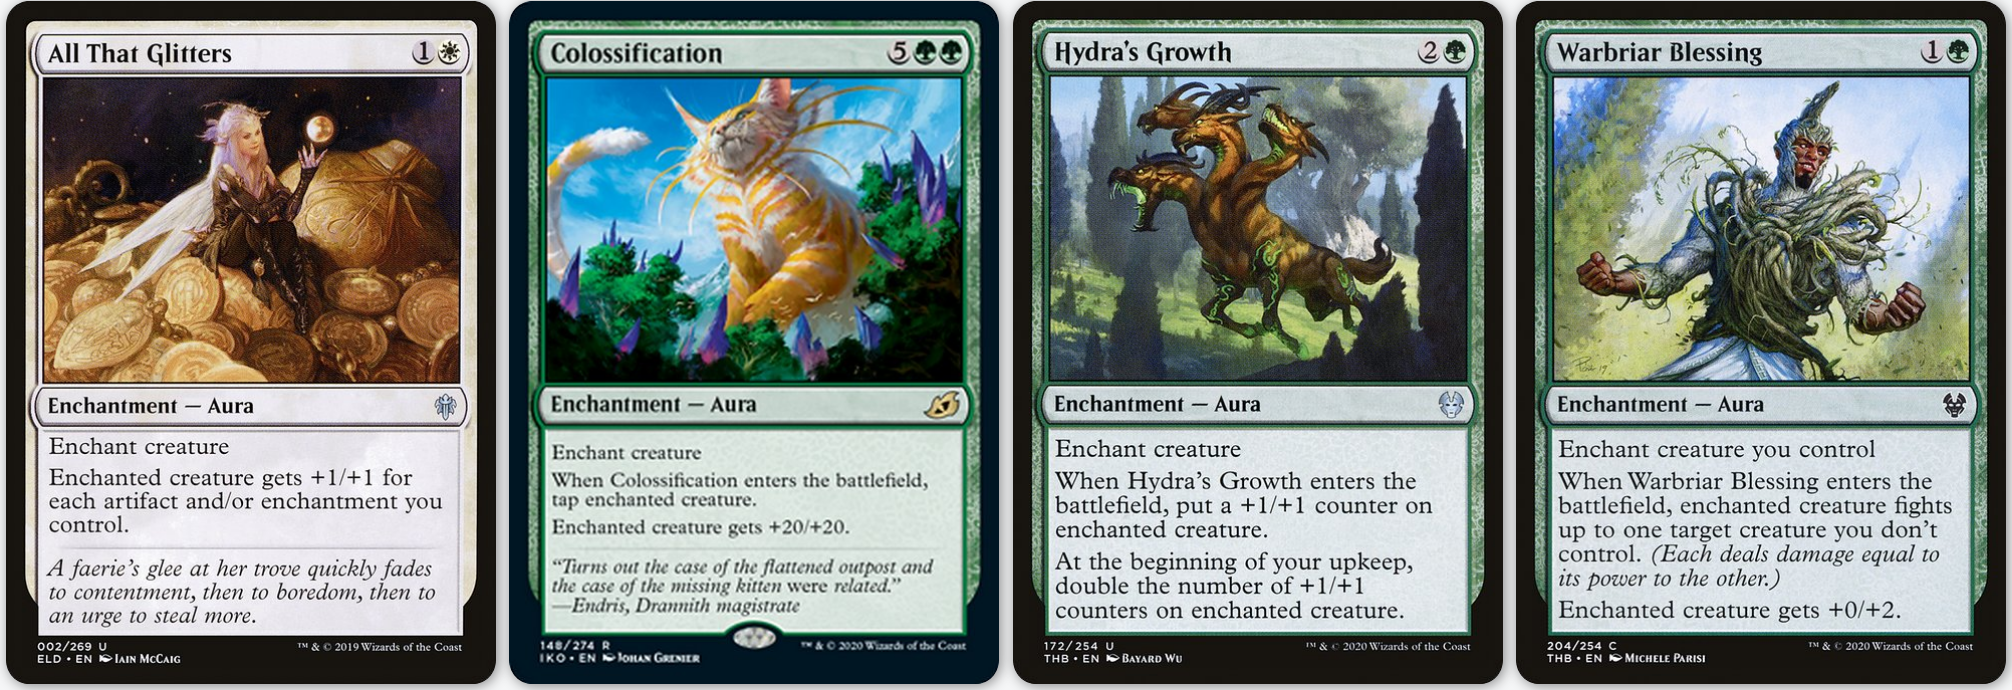 All That Glitters 1
Enchantment — Aura
Enchant creature
Enchanted creature gets +1/+1 for
each artifact and/or enchantment you
control.
A faerie's glee at her trove quickly fades
to contentment, then to boredom, then to
an urge to steal more.
002/269 U
ELD • EN Iain McCaig
™ & © 2019 Wizards of the Coast
Colossification 5
Enchantment — Aura
Enchant creature
When Colossification enters the battlefield,
tap enchanted creature.
Enchanted creature gets +20/+20.
“Turns out the case of the flattened outpost and
the case of the missing kitten were related.”
—Endris, Drannith magistrate
148/274 R
IKO • EN Johan Grenier
™ & © 2020 Wizards of the Coast
Hydra's Growth 2
Enchantment — Aura
Enchant creature
When Hydra's Growth enters the
battlefield, put a +1/+1 counter on
enchanted creature.
At the beginning of your upkeep,
double the number of +1/+1
counters on enchanted creature.
172/254 U
THB • EN Bayard Wu
™ & © 2020 Wizards of the Coast
Warbriar Blessing 1
Enchantment — Aura
Enchant creature you control
When Warbriar Blessing enters the
battlefield, enchanted creature fights
up to one target creature you don't
control. (Each deals damage equal to
its power to the other.)
Enchanted creature gets +0/+2.
204/254 C
THB • EN Michele Parisi
™ & © 2020 Wizards of the Coast